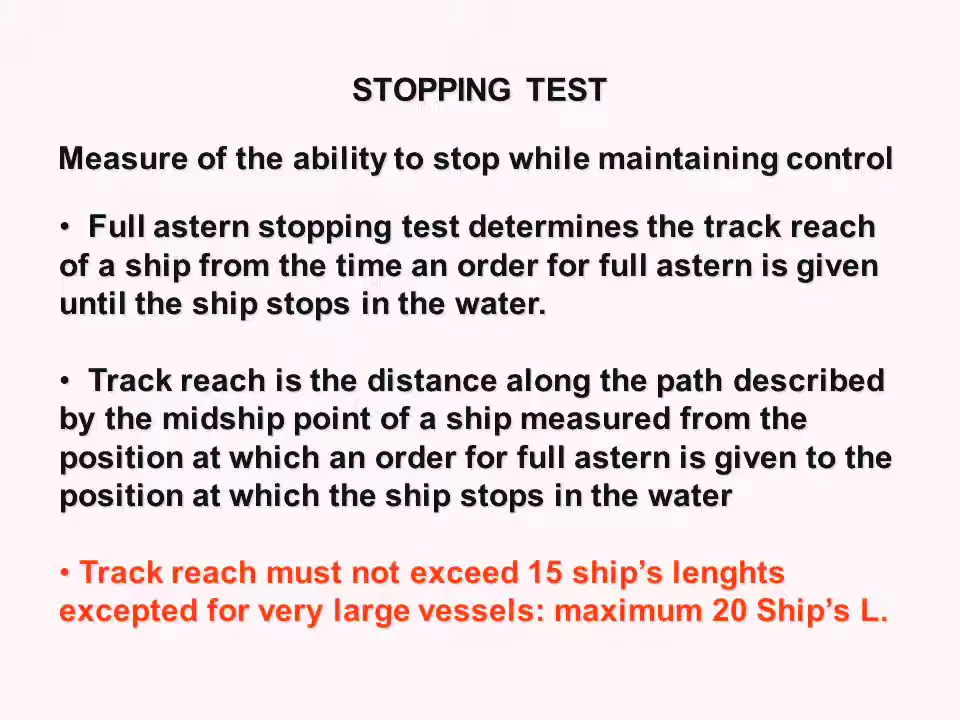 STOPPING TEST
Measure of the ability to stop while maintaining control
• Full astern stopping test determines the track reach
of a ship from the time an order for full astern is given
until the ship stops in the water.
• Track reach is the distance along the path described
by the midship point of a ship measured from the
position at which an order for full astern is given to the
position at which the ship stops in the water
• Track reach must not exceed 15 ship’s lenghts
excepted for very large vessels: maximum 20 Ship’s L.